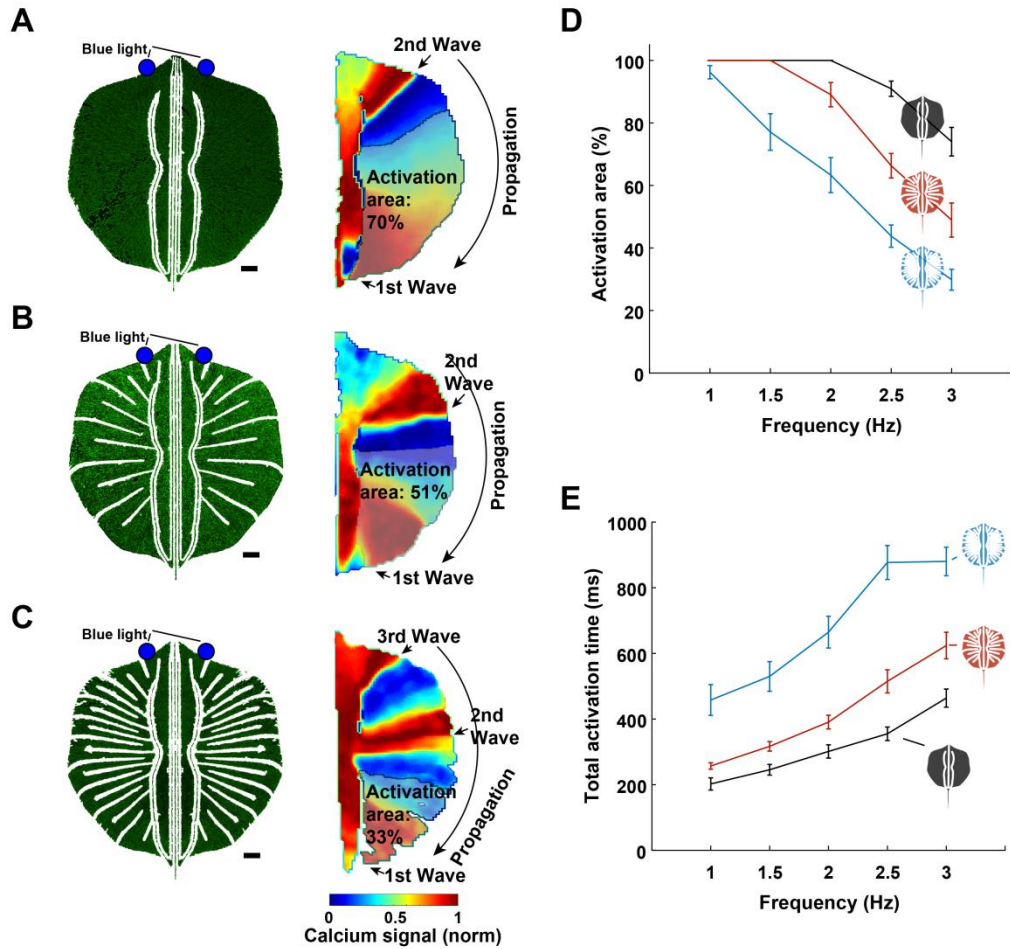 A
Blue light
2nd Wave
Activation
area:
70%
Propagation
1st Wave
B
Blue light
2nd
Wave
Activation
area: 51%
Propagation
1st Wave
C
Blue light
3rd Wave
2nd
Wave
Activation
area:
33%
Propagation
1st Wave
0 0.5 1
Calcium signal (norm)
D
Activation area (%)
100
80
60
40
20
0
1 1.5 2 2.5 3
Frequency (Hz)
E
Total activation time (ms)
1000
800
600
400
200
0
1 1.5 2 2.5 3
Frequency (Hz)